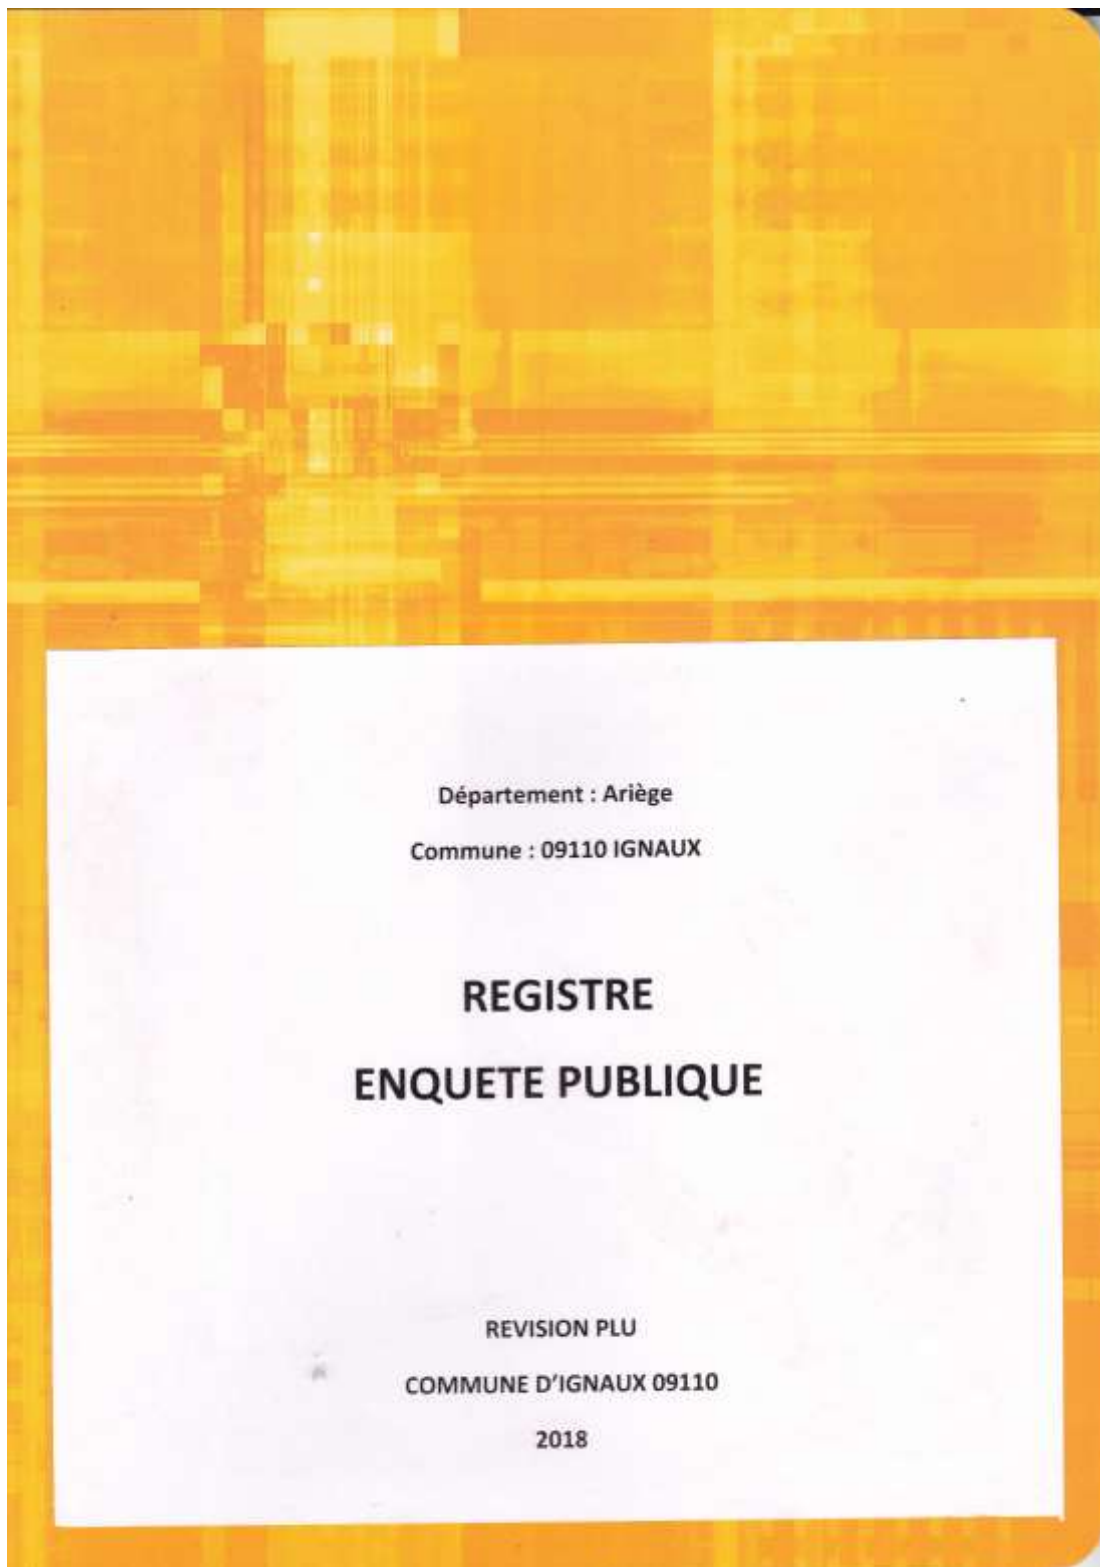 Département : Ariège
Commune : 09110 IGNAUX
REGISTRE
ENQUETE PUBLIQUE
REVISION PLU
COMMUNE D'IGNAUX 09110
2018